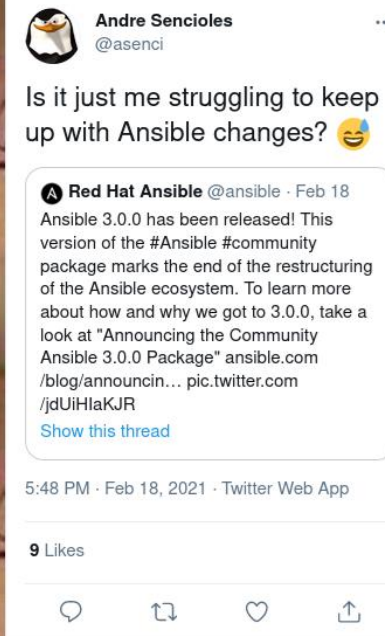 Andre Sencioles
@asenci
Is it just me struggling to keep
up with Ansible changes? 😅
Red Hat Ansible @ansible · Feb 18
Ansible 3.0.0 has been released! This
version of the #Ansible #community
package marks the end of the restructuring
of the Ansible ecosystem. To learn more
about how and why we got to 3.0.0, take a
look at "Announcing the Community
Ansible 3.0.0 Package" ansible.com
/blog/announcin… pic.twitter.com
/jdUiHIaKJR
Show this thread
5:48 PM · Feb 18, 2021 · Twitter Web App
9 Likes